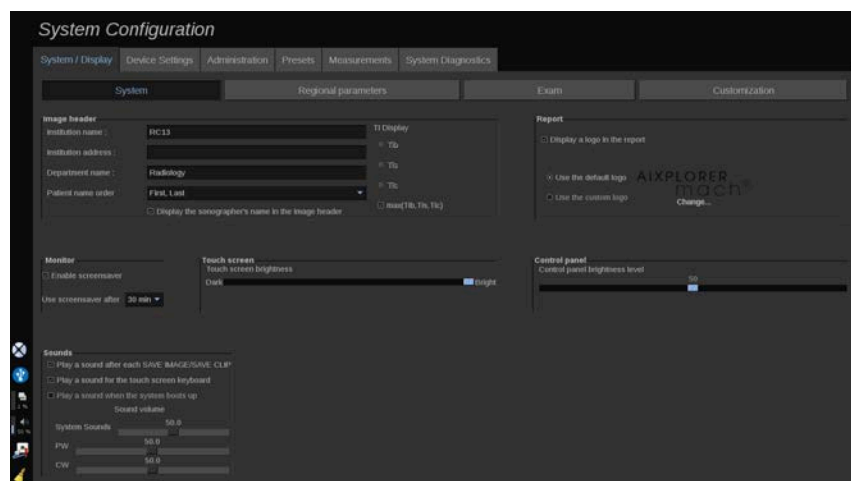 System Configuration
System / Display Device Settings Administration Presets Measurements System Diagnostics
System Regional parameters Exam Customization
Image header
Institution name : RC13
Institution address :
Department name : Radiology
Patient name order First, Last
Display the sonographer's name in the image header
TI Display
TIb
TIs
TIc
max(TIb, TIs, TIc)
Report
Display a logo in the report
Use the default logo
AIXPLORER
mach
Use the custom logo
Change...
Monitor
Enable screensaver
Use screensaver after 30 min
Touch screen
Touch screen brightness
Dark Bright
Control panel
Control panel brightness level
50
Sounds
Play a sound after each SAVE IMAGE/SAVE CLIP
Play a sound for the touch screen keyboard
Play a sound when the system boots up
Sound volume
System Sounds 50.0
PW 50.0
CW 50.0